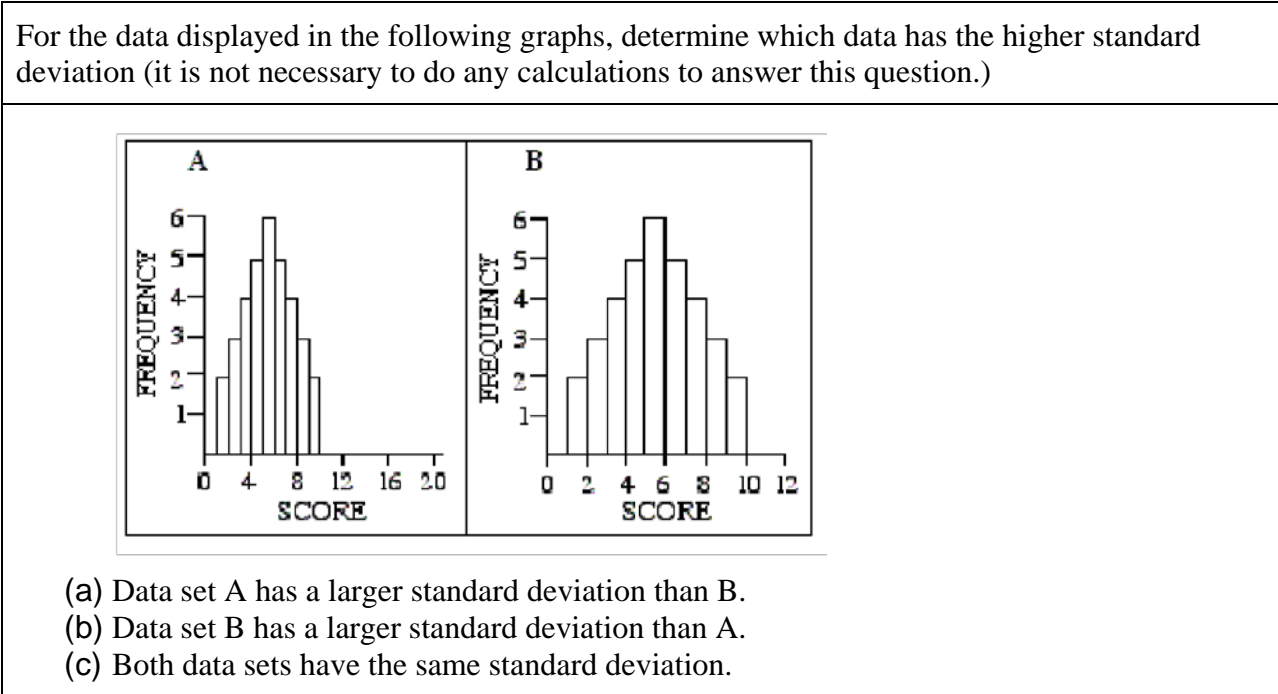 For the data displayed in the following graphs, determine which data has the higher standard
deviation (it is not necessary to do any calculations to answer this question.)
A
6
5
4
3
2
1
FREQUENCY
0 4 8 12 16 20
SCORE
B
6
5
4
3
2
1
FREQUENCY
0 2 4 6 8 10 12
SCORE
(a) Data set A has a larger standard deviation than B.
(b) Data set B has a larger standard deviation than A.
(c) Both data sets have the same standard deviation.